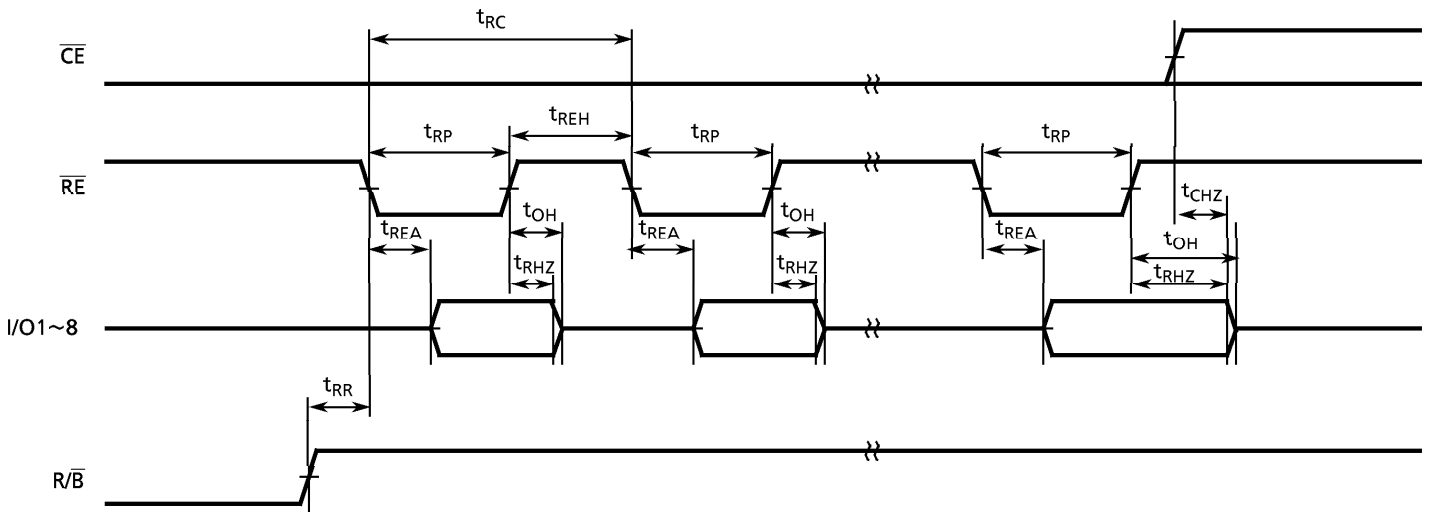 tRC
CE
tREH
tRP
tRP
tRP
RE
tCHZ
tREA
tOH
tREA
tOH
tREA
tOH
tRHZ
tRHZ
tRHZ
I/O1~8
tRR
R/B